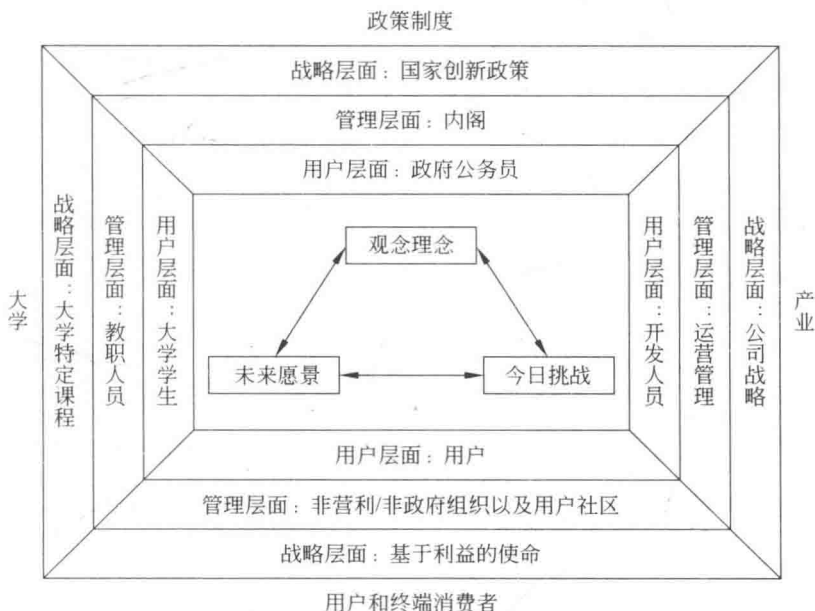 政策制度
战略层面：国家创新政策
管理层面：内阁
用户层面：政府公务员
大学
战略层面：大学特定课程
管理层面：教职人员
用户层面：大学学生
观念理念
未来愿景
今日挑战
用户层面：开发人员
管理层面：运营管理
战略层面：公司战略
产业
用户层面：用户
管理层面：非营利/非政府组织以及用户社区
战略层面：基于利益的使命
用户和终端消费者